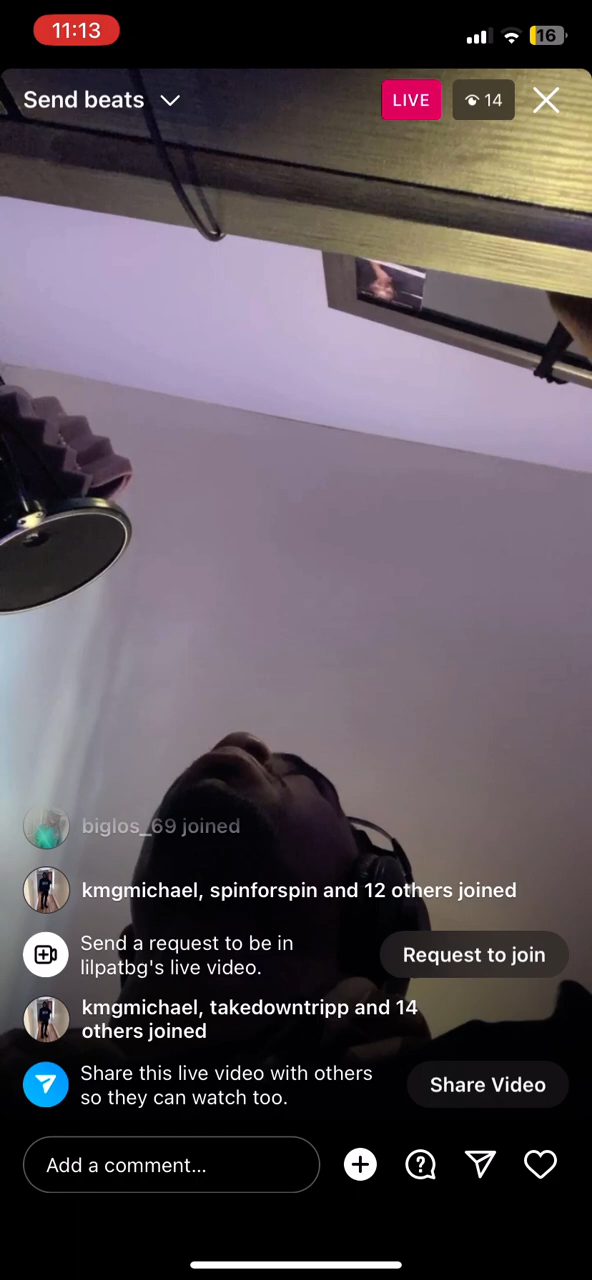 11:13
16
Send beats
LIVE
14
biglos_69 joined
kmgmichael, spinforspin and 12 others joined
Send a request to be in
lilpatbg's live video.
Request to join
kmgmichael, takedowntripp and 14
others joined
Share this live video with others
so they can watch too.
Share Video
Add a comment...